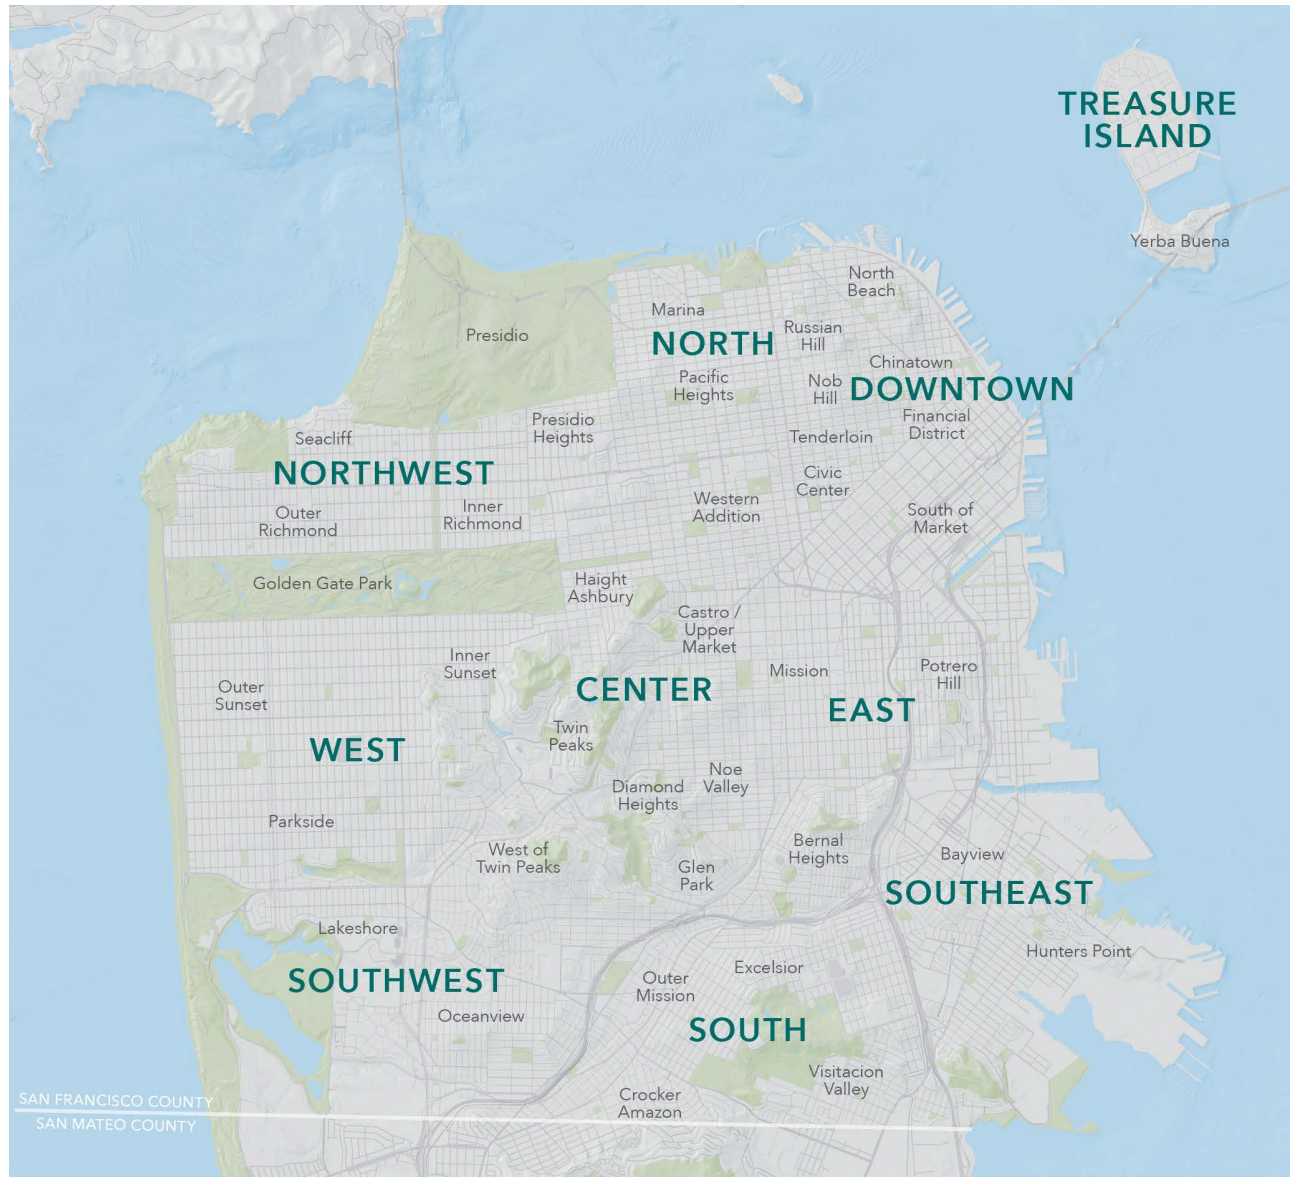 TREASURE
ISLAND
Yerba Buena
North
Beach
Marina
NORTH
Russian
Hill
Presidio
Chinatown
Pacific
Heights
Nob
Hill
DOWNTOWN
Financial
District
Presidio
Heights
Tenderloin
Seacliff
NORTHWEST
Civic
Center
Western
Addition
Outer
Richmond
Inner
Richmond
South of
Market
Golden Gate Park
Haight
Ashbury
Castro /
Upper
Market
Inner
Sunset
Mission
Potrero
Hill
Outer
Sunset
CENTER
EAST
Twin
Peaks
WEST
Diamond
Heights
Noe
Valley
Parkside
West of
Twin Peaks
Bernal
Heights
Bayview
Glen
Park
SOUTHEAST
Lakeshore
Hunters Point
SOUTHWEST
Outer
Mission
Excelsior
Oceanview
SOUTH
Visitacion
Valley
Crocker
Amazon
SAN FRANCISCO COUNTY
SAN MATEO COUNTY